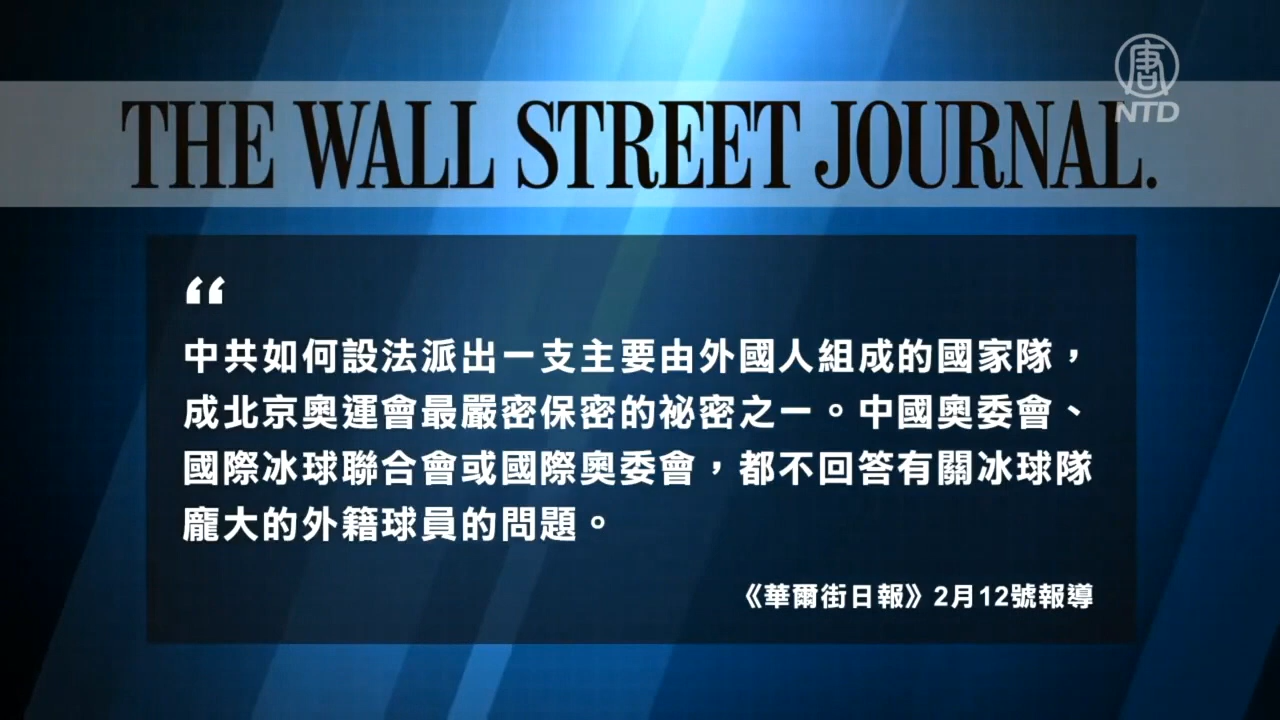 唐
NTD
THE WALL STREET JOURNAL.
“
中共如何設法派出一支主要由外國人組成的國家隊，
成北京奧運會最嚴密保密的祕密之一。中國奧委會、
國際冰球聯合會或國際奧委會，都不回答有關冰球隊
龐大的外籍球員的問題。
《華爾街日報》2月12號報導